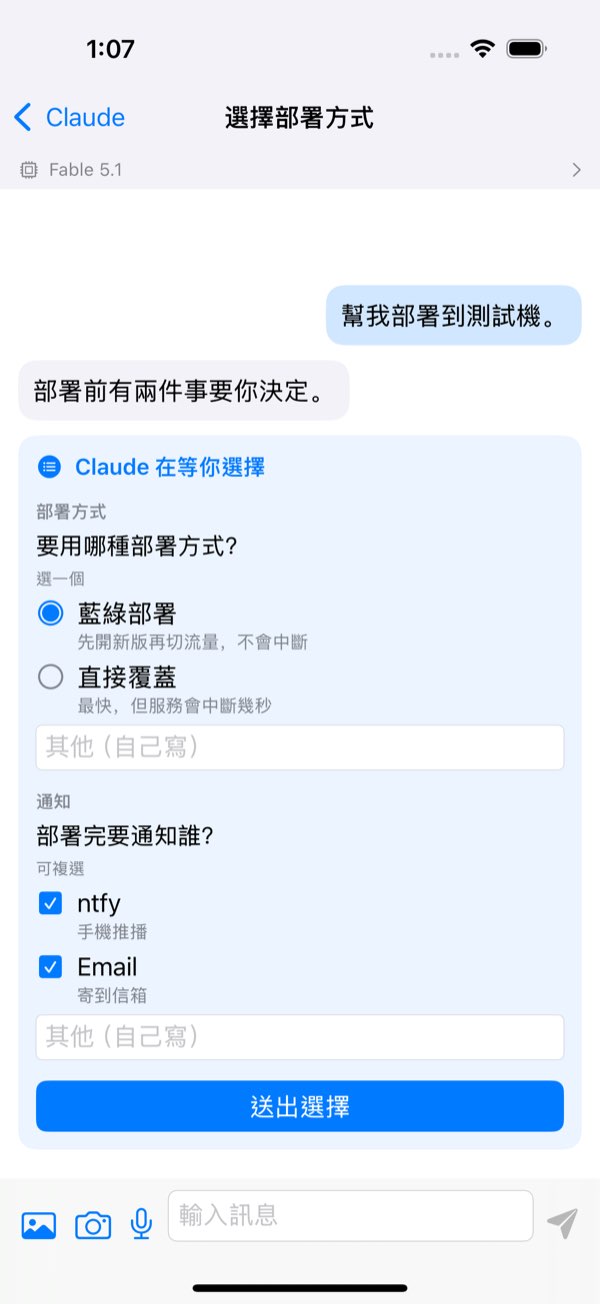 1:07
Claude
選擇部署方式
Fable 5.1
幫我部署到測試機。
部署前有兩件事要你決定。
Claude 在等你選擇
部署方式
要用哪種部署方式?
選一個
藍綠部署
先開新版再切流量，不會中斷
直接覆蓋
最快，但服務會中斷幾秒
其他（自己寫）
通知
部署完要通知誰?
可複選
ntfy
手機推播
Email
寄到信箱
其他（自己寫）
送出選擇
輸入訊息